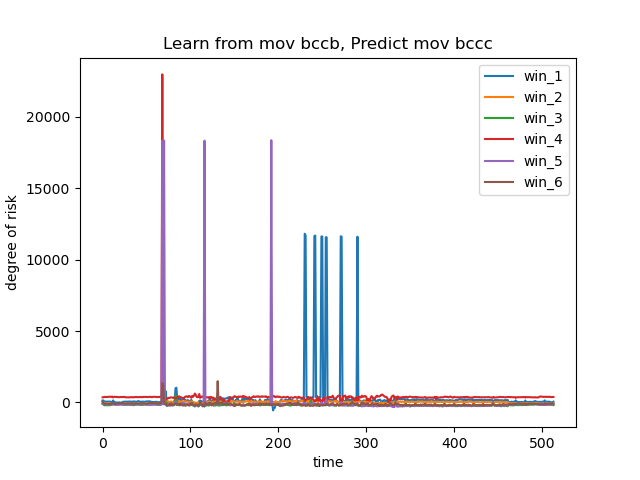 Learn from mov bccb, Predict mov bccc
degree of risk
20000
15000
10000
5000
0
0 100 200 300 400 500
time
win_1
win_2
win_3
win_4
win_5
win_6